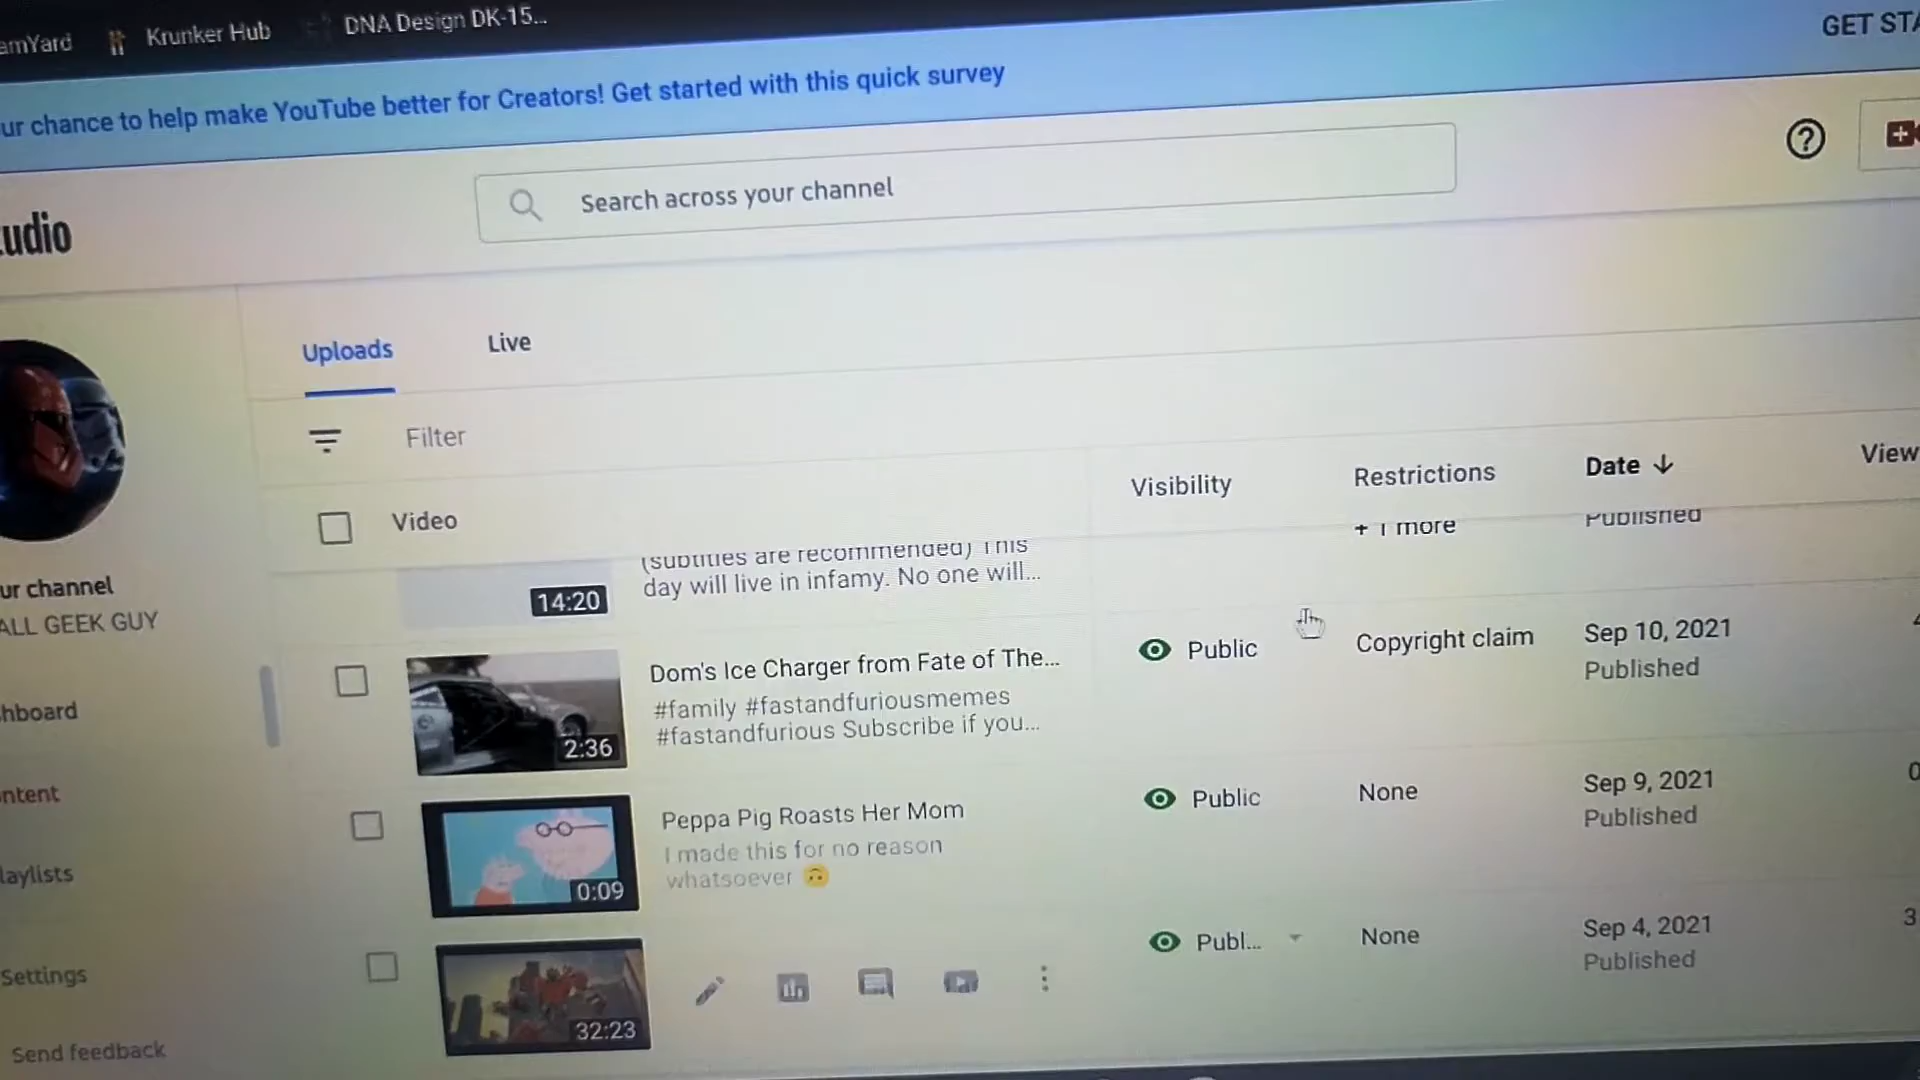 amYard
Krunker Hub
DNA Design DK-15...
GET STA
ur chance to help make YouTube better for Creators! Get started with this quick survey
udio
Search across your channel
Uploads
Live
Filter
Video
Visibility
Restrictions
Date
View
(subtitles are recommended) This
day will live in infamy. No one will...
14:20
+ 1 more
Published
ur channel
ALL GEEK GUY
hboard
ntent
laylists
Settings
Send feedback
Dom's Ice Charger from Fate of The...
#family #fastandfuriousmemes
#fastandfurious Subscribe if you...
2:36
Public
Copyright claim
Sep 10, 2021
Published
Peppa Pig Roasts Her Mom
I made this for no reason
whatsoever 🙃
0:09
Public
None
Sep 9, 2021
Published
0
32:23
Publ...
None
Sep 4, 2021
Published
3